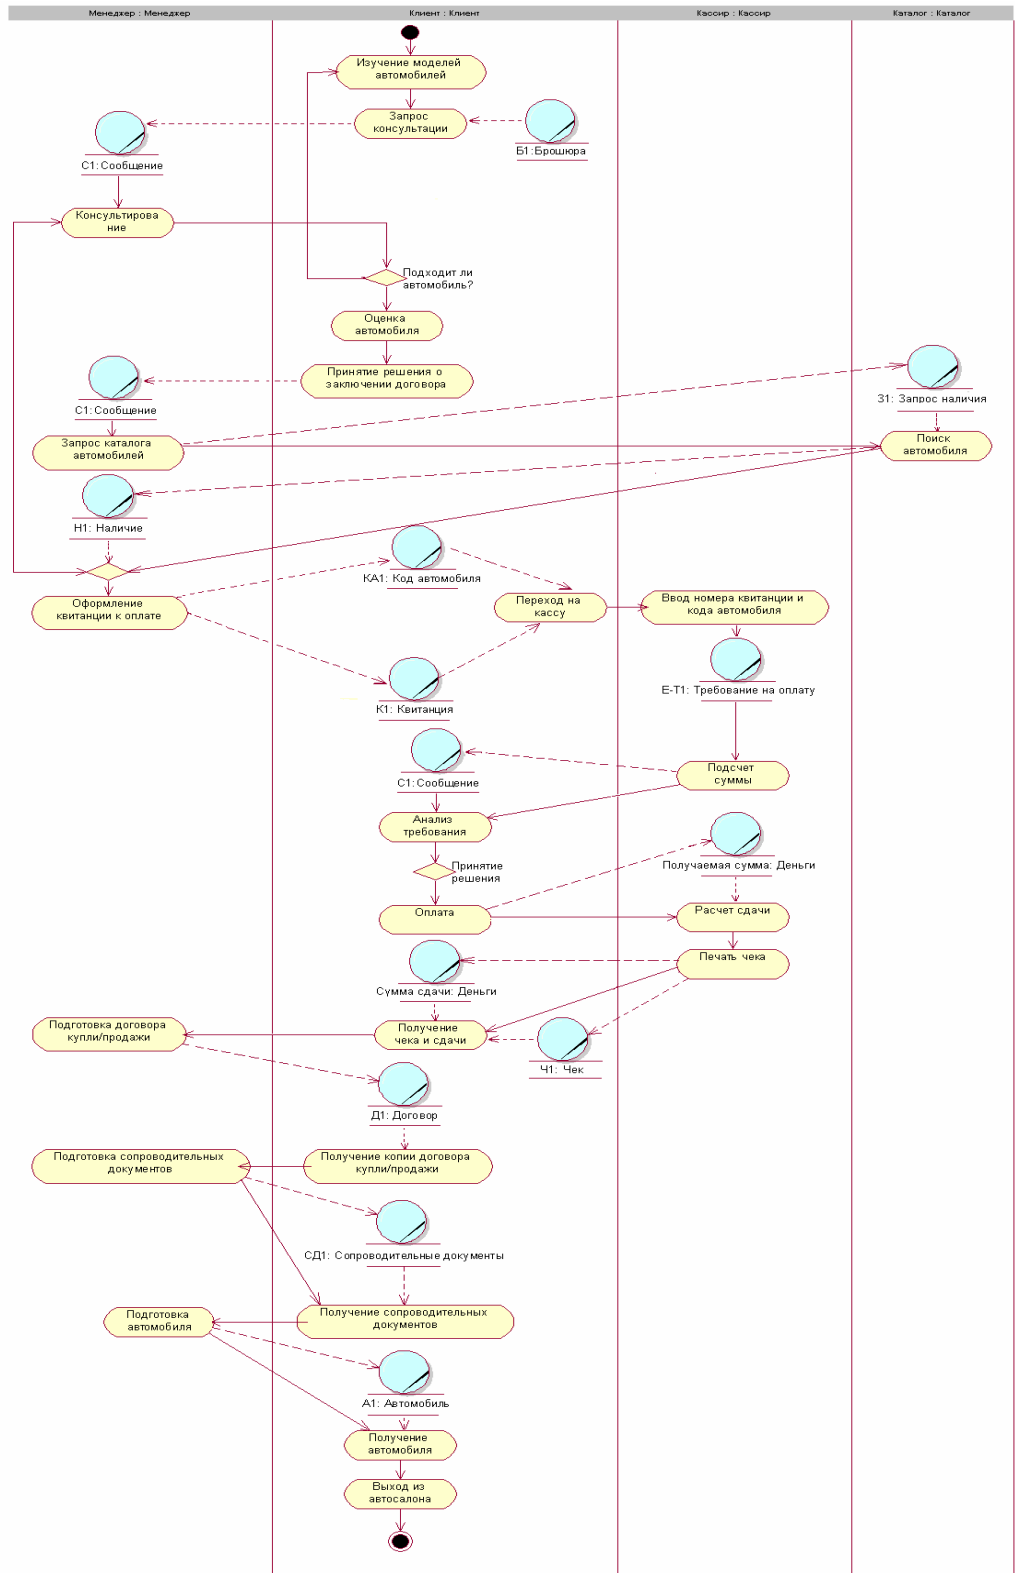 Менеджер : Менеджер
Клиент : Клиент
Кассир : Кассир
Каталог : Каталог
Изучение моделей
автомобилей
Запрос
консультации
Б1:Брошюра
С1:Сообщение
Консультирова
ние
Подходит ли
автомобиль?
Оценка
автомобиля
Принятие решения о
заключении договора
С1:Сообщение
З1: Запрос наличия
Запрос каталога
автомобилей
Поиск
автомобиля
Н1: Наличие
КА1: Код автомобиля
Оформление
квитанции к оплате
Переход на
кассу
Ввод номера квитанции и
кода автомобиля
К1: Квитанция
Е-Т1: Требование на оплату
С1:Сообщение
Подсчет
суммы
Анализ
требования
Принятие
решения
Получаемая сумма: Деньги
Оплата
Расчет сдачи
Печать чека
Сумма сдачи: Деньги
Подготовка договора
купли/продажи
Получение
чека и сдачи
Ч1: Чек
Д1: Договор
Подготовка сопроводительных
документов
Получение копии договора
купли/продажи
СД1: Сопроводительные документы
Подготовка
автомобиля
Получение сопроводительных
документов
А1: Автомобиль
Получение
автомобиля
Выход из
автосалона